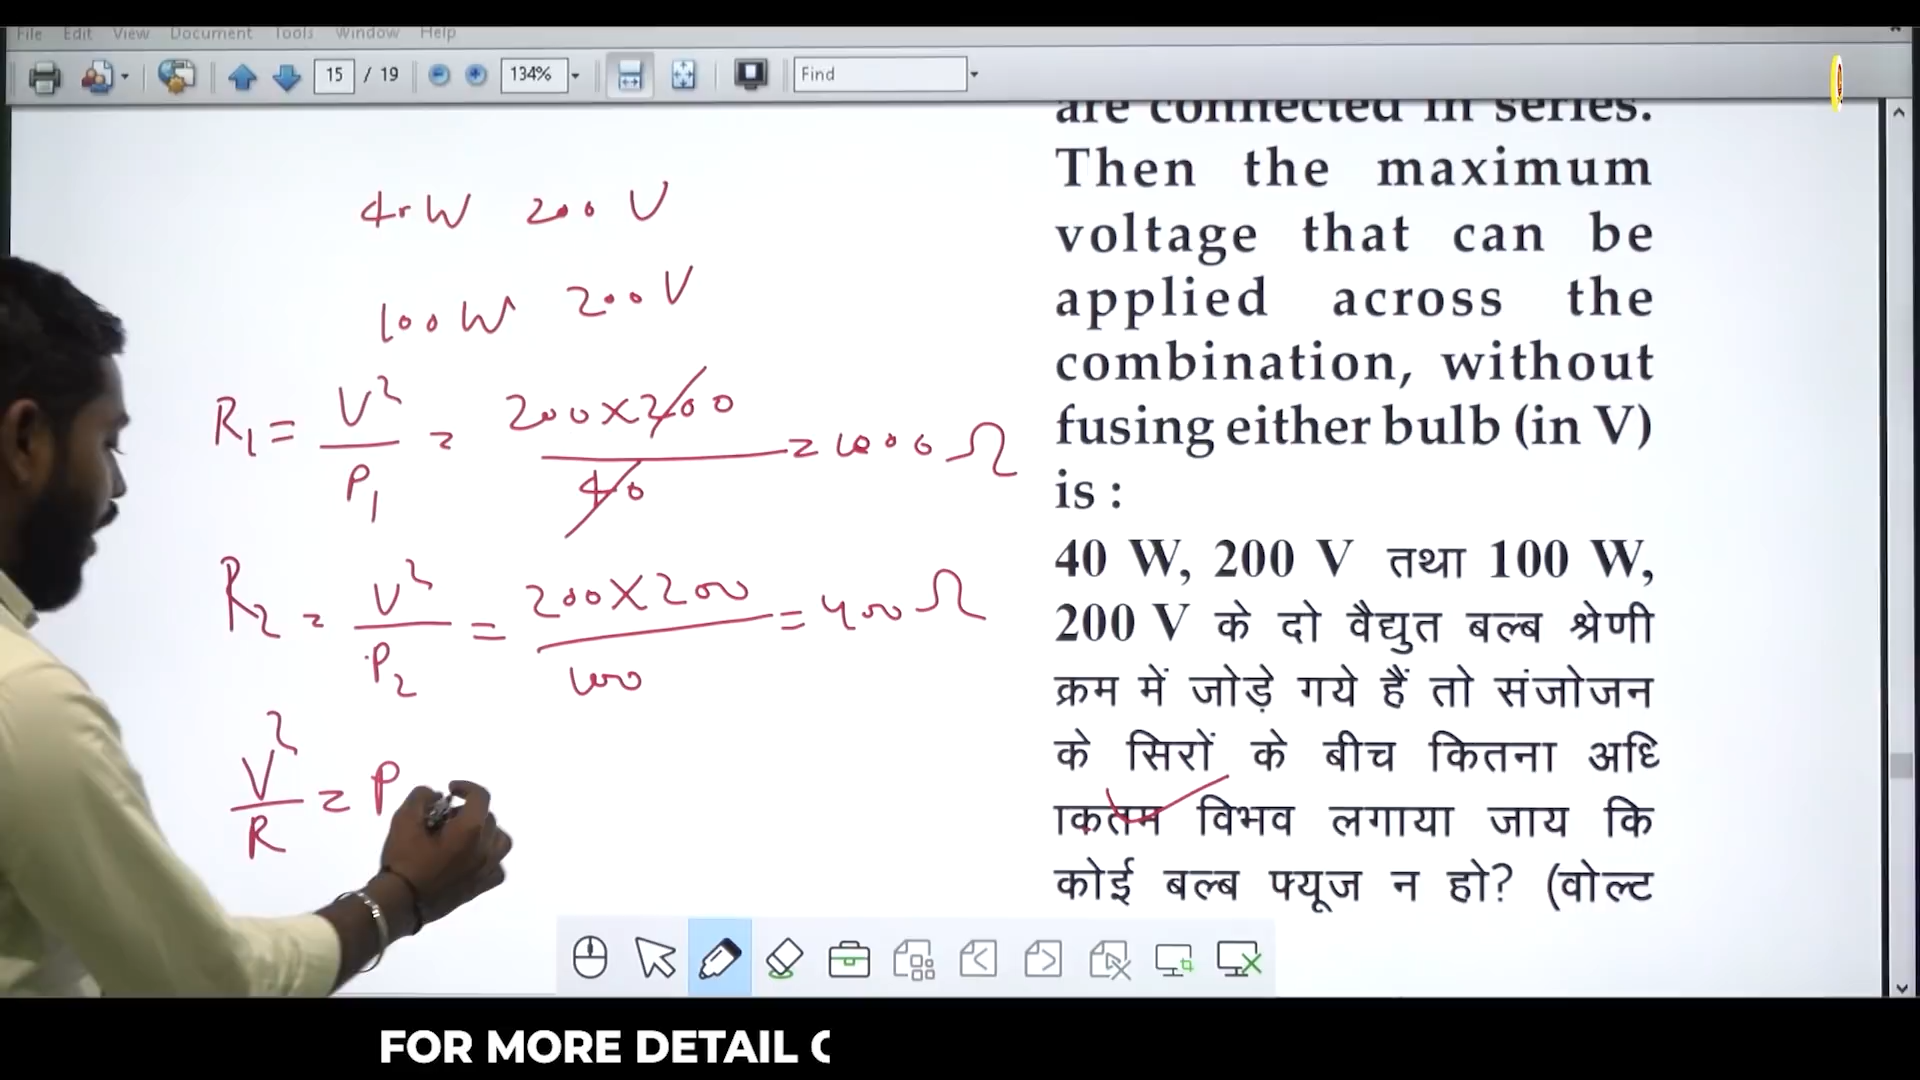 File Edit View Document Tools Window Help
15 / 19 134% Find
40W 200 V
100W 200V
R1 = V²/P1 = 200×200/40 = 1000 Ω
R2 = V²/P2 = 200×200/100 = 400 Ω
V²/R = P
are connected in series.
Then the maximum
voltage that can be
applied across the
combination, without
fusing either bulb (in V)
is :
40 W, 200 V तथा 100 W,
200 V के दो वैद्युत बल्ब श्रेणी
क्रम में जोड़े गये हैं तो संजोजन
के सिरों के बीच कितना अधि
ाकतम विभव लगाया जाय कि
कोई बल्ब फ्यूज न हो? (वोल्ट
FOR MORE DETAIL C